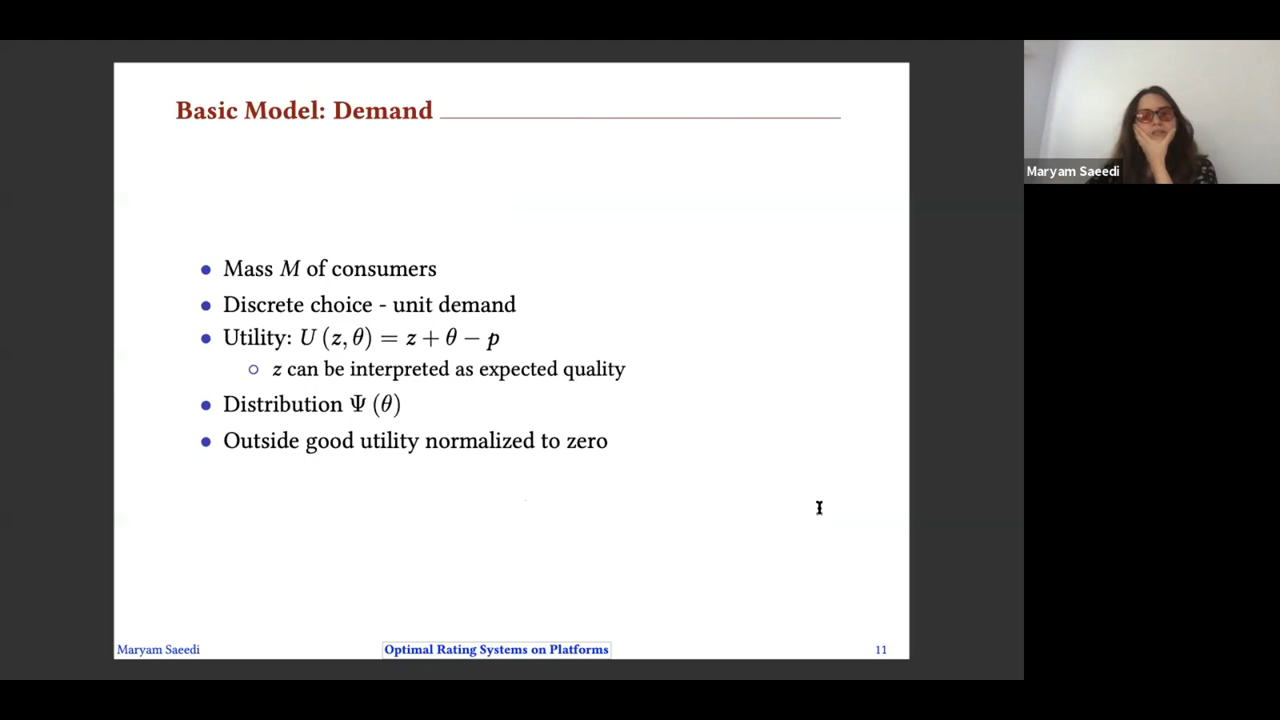 Basic Model: Demand
• Mass M of consumers
• Discrete choice - unit demand
• Utility: U (z, θ) = z + θ − p
○ z can be interpreted as expected quality
• Distribution Ψ (θ)
• Outside good utility normalized to zero
Maryam Saeedi
Optimal Rating Systems on Platforms
11
Maryam Saeedi